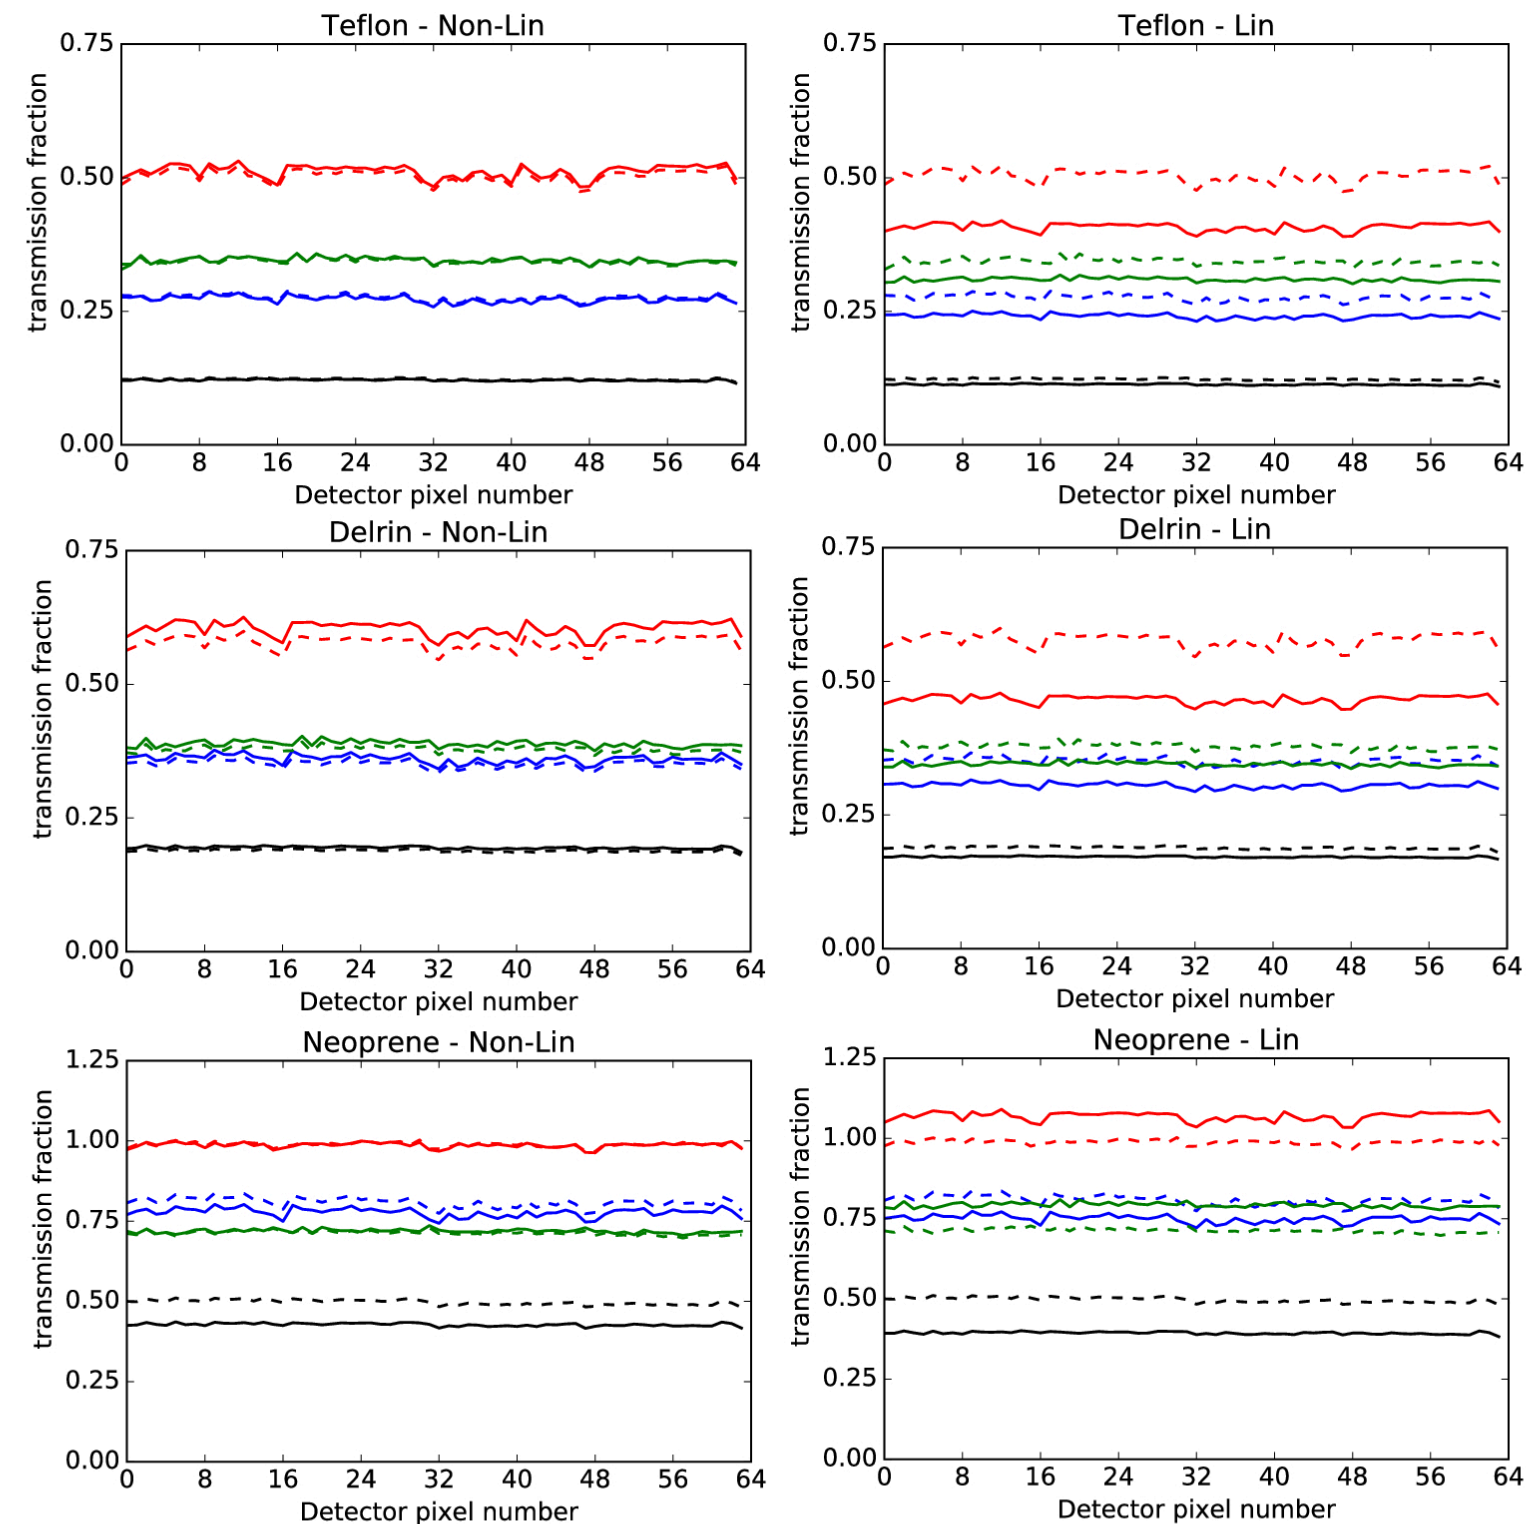 Teflon - Non-Lin
0.75
0.50
0.25
0.00
transmission fraction
0 8 16 24 32 40 48 56 64
Detector pixel number
Teflon - Lin
0.75
0.50
0.25
0.00
transmission fraction
0 8 16 24 32 40 48 56 64
Detector pixel number
Delrin - Non-Lin
0.75
0.50
0.25
0.00
transmission fraction
0 8 16 24 32 40 48 56 64
Detector pixel number
Delrin - Lin
0.75
0.50
0.25
0.00
transmission fraction
0 8 16 24 32 40 48 56 64
Detector pixel number
Neoprene - Non-Lin
1.25
1.00
0.75
0.50
0.25
0.00
transmission fraction
0 8 16 24 32 40 48 56 64
Detector pixel number
Neoprene - Lin
1.25
1.00
0.75
0.50
0.25
0.00
transmission fraction
0 8 16 24 32 40 48 56 64
Detector pixel number